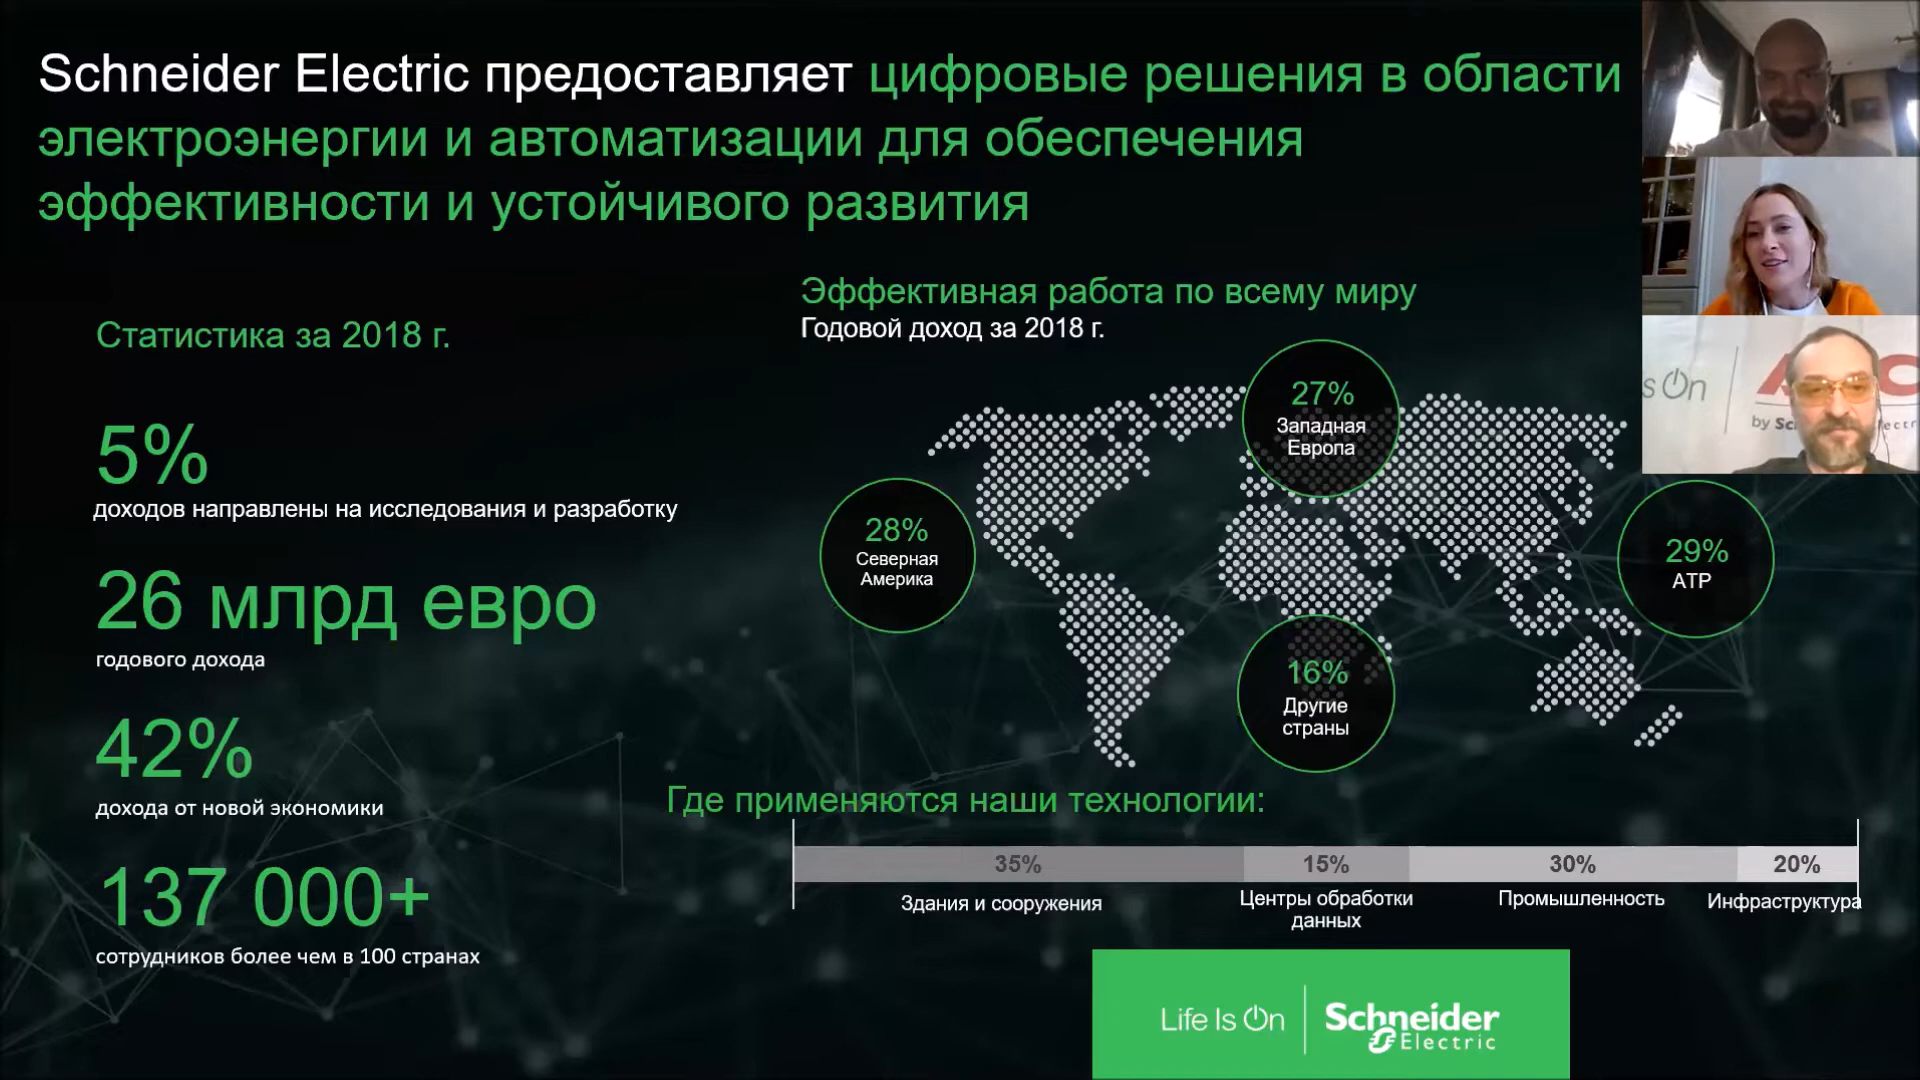 Schneider Electric предоставляет цифровые решения в области
электроэнергии и автоматизации для обеспечения
эффективности и устойчивого развития
Статистика за 2018 г.
5%
доходов направлены на исследования и разработку
26 млрд евро
годового дохода
42%
дохода от новой экономики
137 000+
сотрудников более чем в 100 странах
Эффективная работа по всему миру
Годовой доход за 2018 г.
27%
Западная
Европа
28%
Северная
Америка
29%
АТР
16%
Другие
страны
Где применяются наши технологии:
35%
15%
30%
20%
Здания и сооружения
Центры обработки
данных
Промышленность
Инфраструктура
Life Is On
Schneider
Electric
s On
by